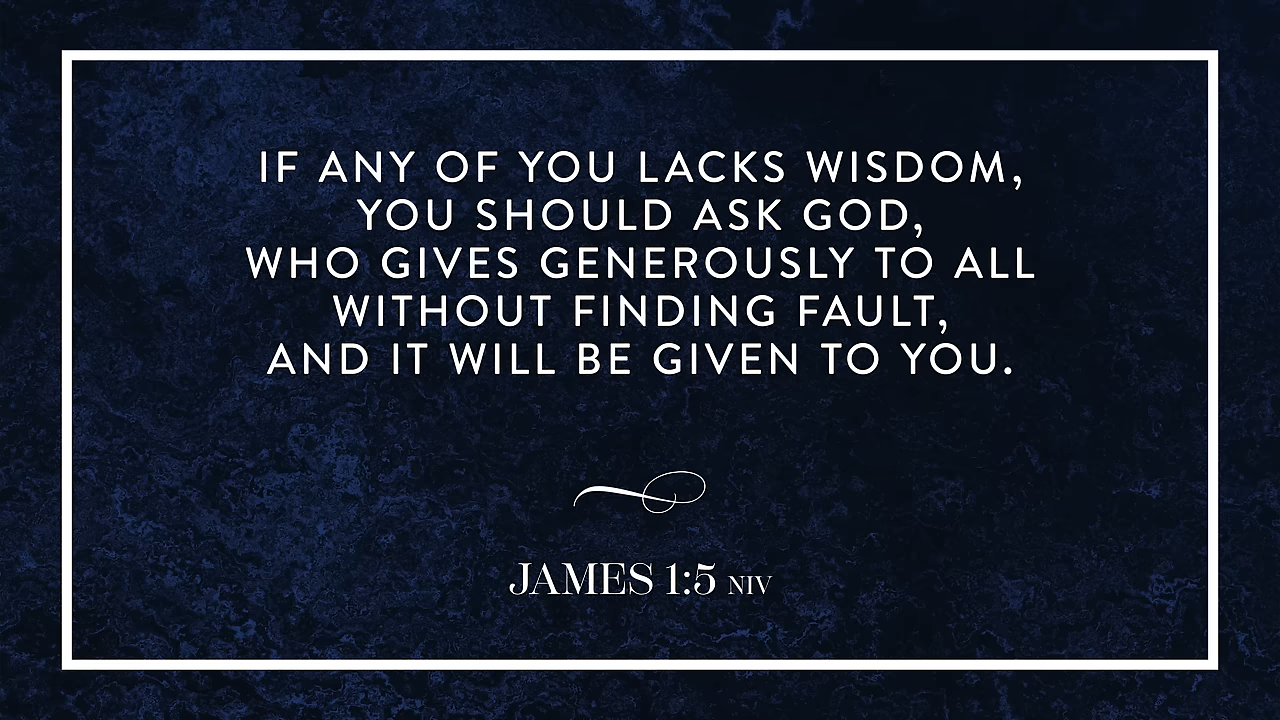 IF ANY OF YOU LACKS WISDOM,
YOU SHOULD ASK GOD,
WHO GIVES GENEROUSLY TO ALL
WITHOUT FINDING FAULT,
AND IT WILL BE GIVEN TO YOU.
JAMES 1:5 NIV